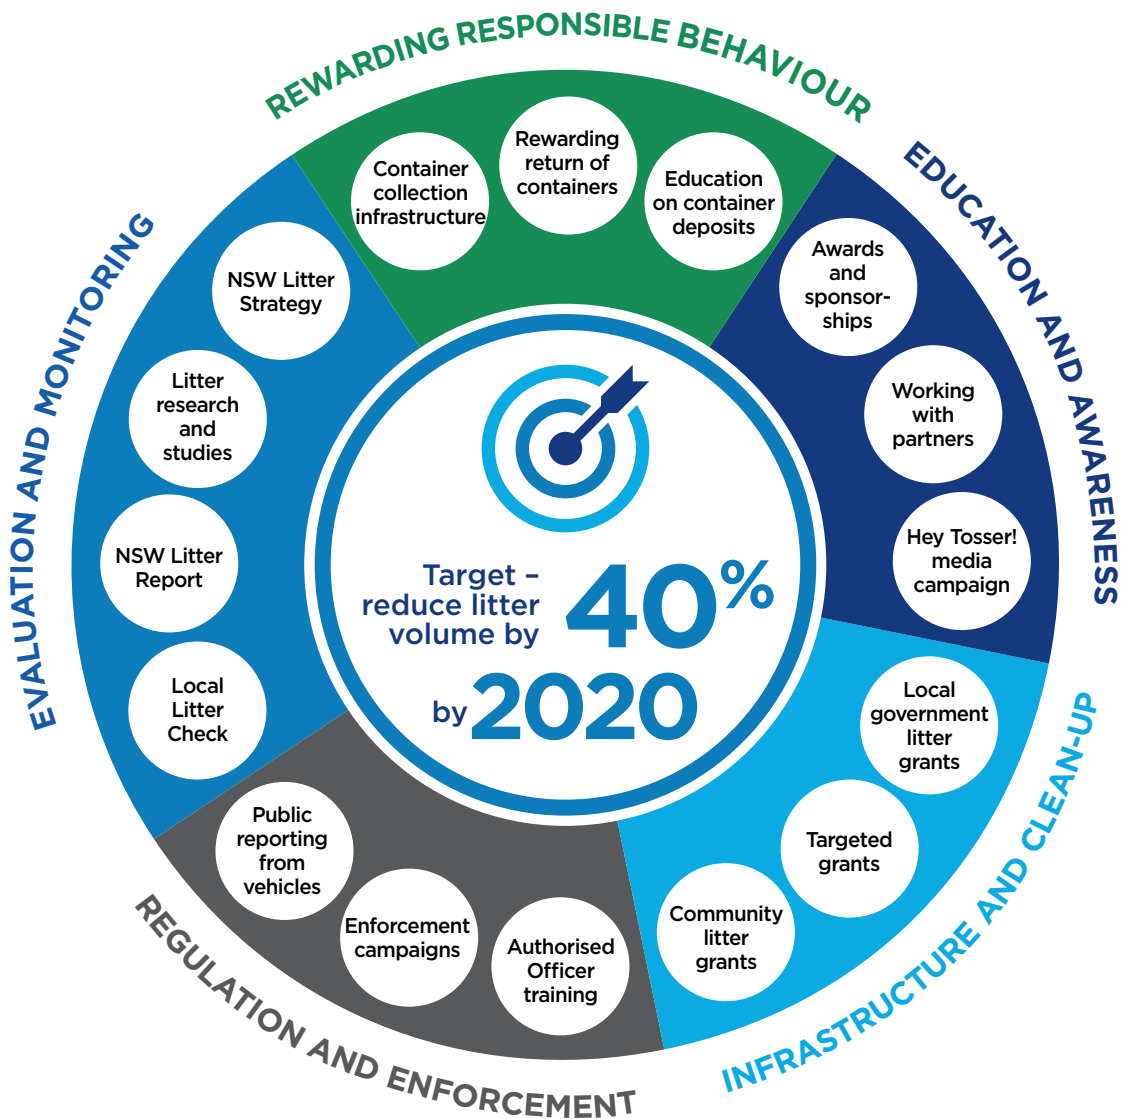 REWARDING RESPONSIBLE BEHAVIOUR
Container
collection
infrastructure
Rewarding
return of
containers
Education
on container
deposits
EDUCATION AND AWARENESS
Awards
and
sponsor-
ships
Working
with
partners
Hey Tosser!
media
campaign
INFRASTRUCTURE AND CLEAN-UP
Local
government
litter
grants
Targeted
grants
Community
litter
grants
REGULATION AND ENFORCEMENT
Authorised
Officer
training
Enforcement
campaigns
Public
reporting
from
vehicles
EVALUATION AND MONITORING
Local
Litter
Check
NSW Litter
Report
Litter
research
and
studies
NSW Litter
Strategy
Target –
reduce litter
volume by
40%
by 2020